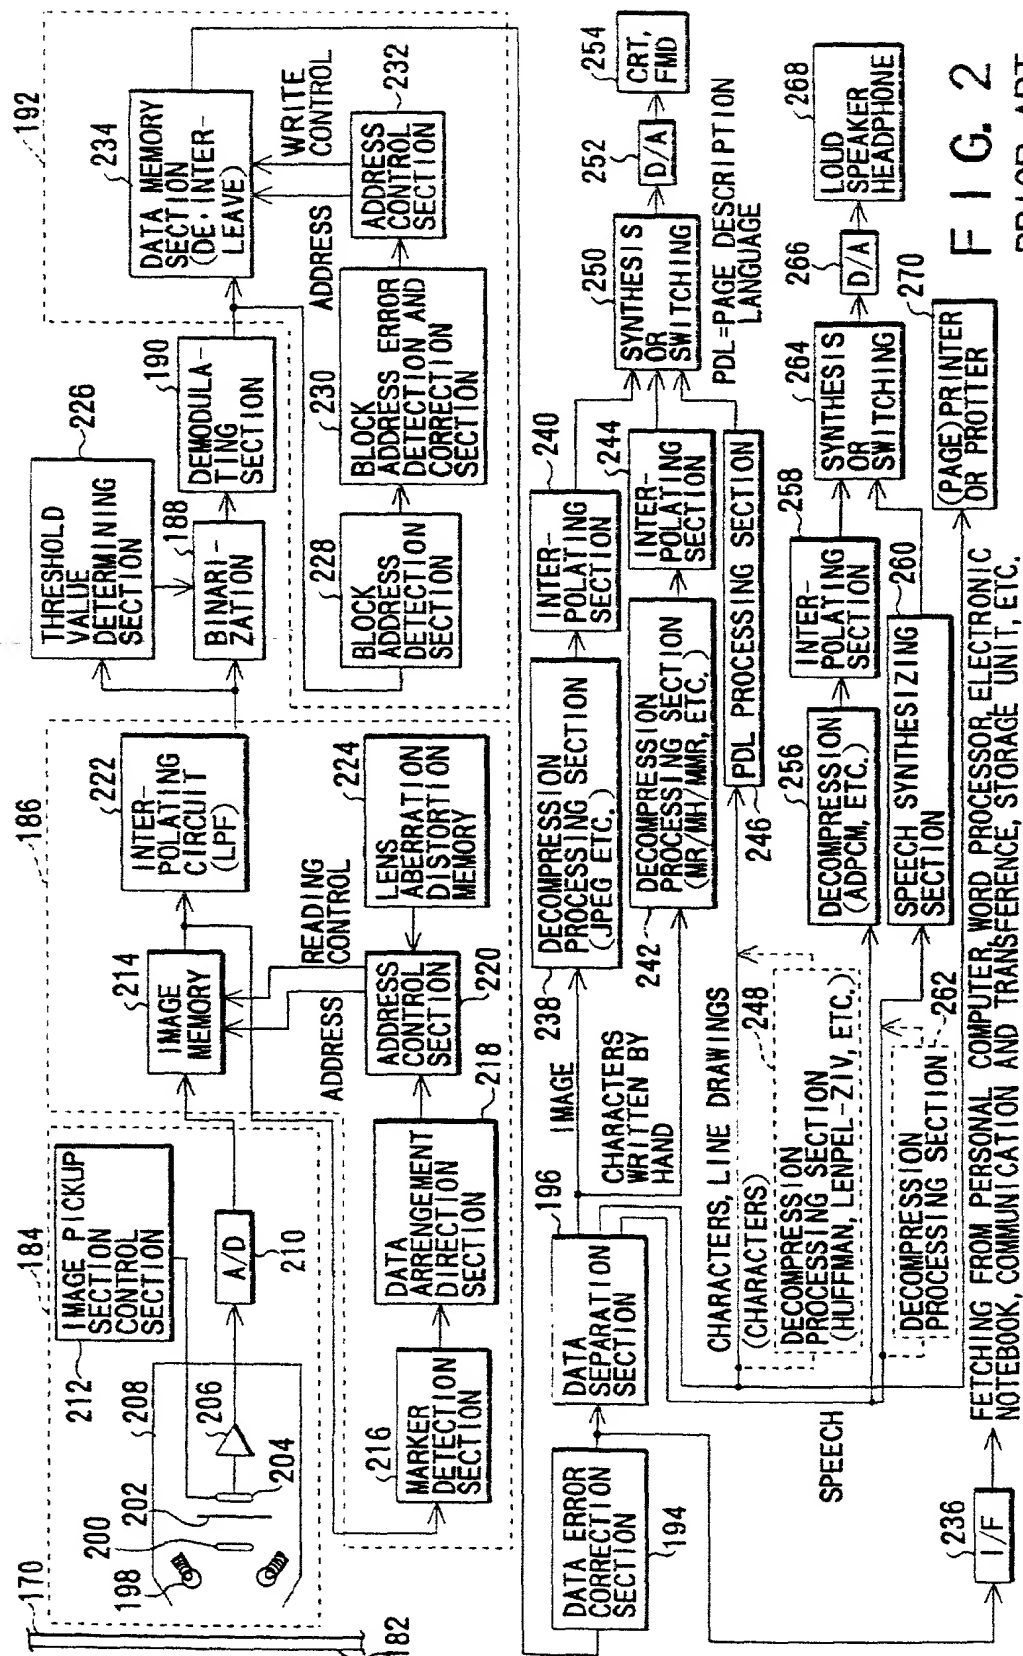 170
182
184
IMAGE PICKUP
SECTION
CONTROL
SECTION
212
208
198
200
202
204
206
A/D
210
186
214
IMAGE
MEMORY
222
INTER-
POLATING
CIRCUIT
(LPF)
READING
CONTROL
ADDRESS
224
LENS
ABERRATION
DISTORTION
MEMORY
ADDRESS
CONTROL
SECTION
220
216
MARKER
DETECTION
SECTION
DATA
ARRENGEMENT
DIRECTION
SECTION
218
THRESHOLD
VALUE
DETERMINING
SECTION
226
188
BINARI-
ZATION
190
DEMODULA-
TING
SECTION
192
234
DATA MEMORY
SECTION
(DE·INTER-
LEAVE)
WRITE
CONTROL
ADDRESS
232
ADDRESS
CONTROL
SECTION
228
BLOCK
ADDRESS
DETECTION
SECTION
230
BLOCK
ADDRESS ERROR
DETECTION AND
CORRECTION
SECTION
DATA ERROR
CORRECTION
SECTION
194
196
DATA
SEPARATION
SECTION
IMAGE
238
DECOMPRESSION
PROCESSING SECTION
(JPEG ETC.)
240
INTER-
POLATING
SECTION
CHARACTERS
WRITTEN BY
HAND
242
DECOMPRESSION
PROCESSING SECTION
(MR/MH/MMR, ETC.)
244
INTER-
POLATING
SECTION
250
SYNTHESIS
OR
SWITCHING
252
D/A
254
CRT,
FMD
CHARACTERS, LINE DRAWINGS
(CHARACTERS)
246
PDL PROCESSING SECTION
PDL=PAGE DESCRIPTION
LANGUAGE
248
DECOMPRESSION
PROCESSING SECTION
(HUFFMAN, LENPEL-ZIV, ETC,)
SPEECH
256
DECOMPRESSION
(ADPCM, ETC.)
258
INTER-
POLATING
SECTION
264
SYNTHESIS
OR
SWITCHING
266
D/A
268
LOUD
SPEAKER
HEADPHONE
260
SPEECH SYNTHESIZING
SECTION
262
DECOMPRESSION
PROCESSING SECTION
270
(PAGE)PRINTER
OR PROTTER
236
I/F
FETCHING FROM PERSONAL COMPUTER, WORD PROCESSOR, ELECTRONIC
NOTEBOOK, COMMUNICATION AND TRANSFERENCE, STORAGE UNIT, ETC.
FIG. 2
PRIOR ART